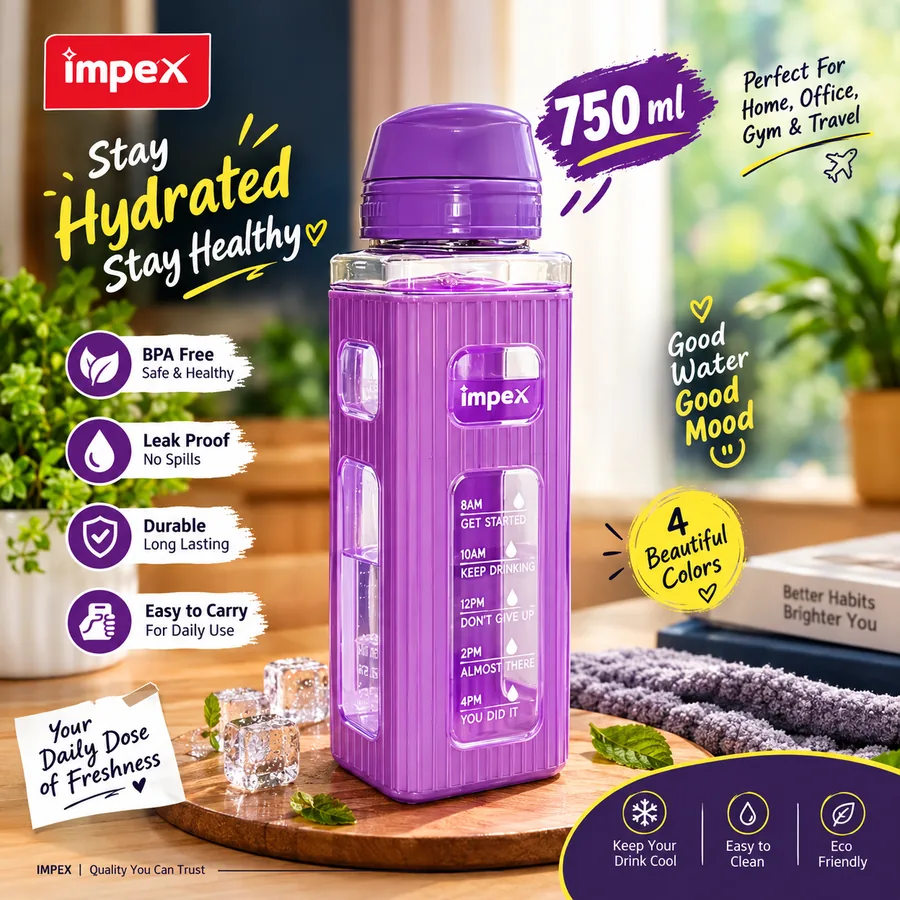 impex
Stay
Hydrated
Stay Healthy
750 ml
Perfect For
Home, Office,
Gym & Travel
BPA Free
Safe & Healthy
Leak Proof
No Spills
Durable
Long Lasting
Easy to Carry
For Daily Use
impex
8AM
GET STARTED
10AM
KEEP DRINKING
12PM
DON'T GIVE UP
2PM
ALMOST THERE
4PM
YOU DID IT
Good
Water
Good
Mood
4
Beautiful
Colors
Better Habits
Brighter You
Your
Daily Dose
of Freshness
Keep Your
Drink Cool
Easy to
Clean
Eco
Friendly
IMPEX | Quality You Can Trust